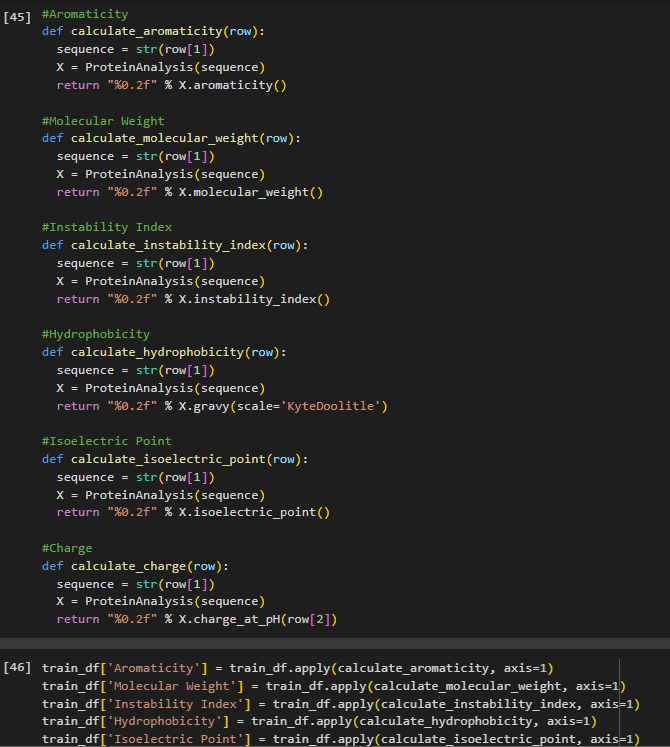 [45] #Aromaticity
def calculate_aromaticity(row):
  sequence = str(row[1])
  X = ProteinAnalysis(sequence)
  return "%0.2f" % X.aromaticity()

#Molecular Weight
def calculate_molecular_weight(row):
  sequence = str(row[1])
  X = ProteinAnalysis(sequence)
  return "%0.2f" % X.molecular_weight()

#Instability Index
def calculate_instability_index(row):
  sequence = str(row[1])
  X = ProteinAnalysis(sequence)
  return "%0.2f" % X.instability_index()

#Hydrophobicity
def calculate_hydrophobicity(row):
  sequence = str(row[1])
  X = ProteinAnalysis(sequence)
  return "%0.2f" % X.gravy(scale='KyteDoolitle')

#Isoelectric Point
def calculate_isoelectric_point(row):
  sequence = str(row[1])
  X = ProteinAnalysis(sequence)
  return "%0.2f" % X.isoelectric_point()

#Charge
def calculate_charge(row):
  sequence = str(row[1])
  X = ProteinAnalysis(sequence)
  return "%0.2f" % X.charge_at_pH(row[2])

[46] train_df['Aromaticity'] = train_df.apply(calculate_aromaticity, axis=1)
train_df['Molecular Weight'] = train_df.apply(calculate_molecular_weight, axis=1)
train_df['Instability Index'] = train_df.apply(calculate_instability_index, axis=1)
train_df['Hydrophobicity'] = train_df.apply(calculate_hydrophobicity, axis=1)
train_df['Isoelectric Point'] = train_df.apply(calculate_isoelectric_point, axis=1)